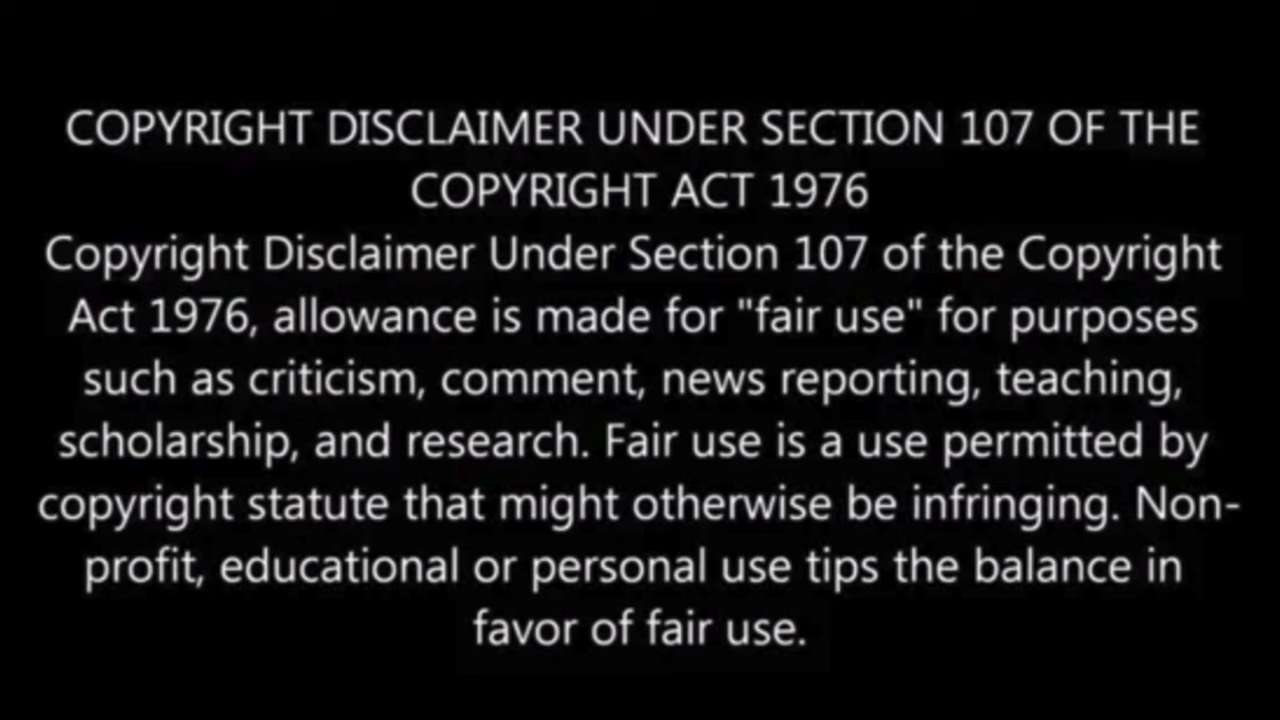 COPYRIGHT DISCLAIMER UNDER SECTION 107 OF THE
COPYRIGHT ACT 1976
Copyright Disclaimer Under Section 107 of the Copyright
Act 1976, allowance is made for "fair use" for purposes
such as criticism, comment, news reporting, teaching,
scholarship, and research. Fair use is a use permitted by
copyright statute that might otherwise be infringing. Non-
profit, educational or personal use tips the balance in
favor of fair use.